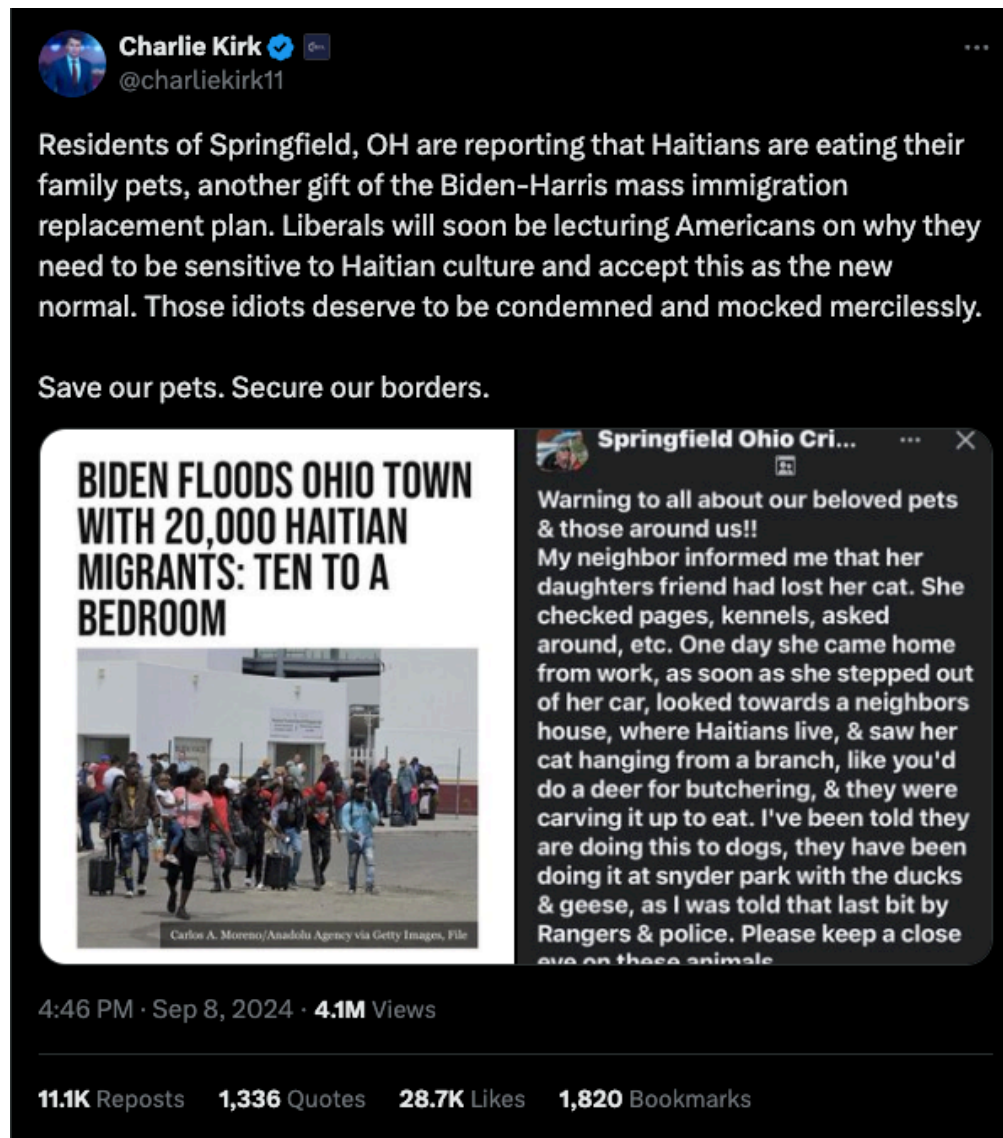 Charlie Kirk
@charliekirk11
Residents of Springfield, OH are reporting that Haitians are eating their
family pets, another gift of the Biden-Harris mass immigration
replacement plan. Liberals will soon be lecturing Americans on why they
need to be sensitive to Haitian culture and accept this as the new
normal. Those idiots deserve to be condemned and mocked mercilessly.
Save our pets. Secure our borders.
BIDEN FLOODS OHIO TOWN
WITH 20,000 HAITIAN
MIGRANTS: TEN TO A
BEDROOM
Carlos A. Moreno/Anadolu Agency via Getty Images, File
Springfield Ohio Cri...
Warning to all about our beloved pets
& those around us!!
My neighbor informed me that her
daughters friend had lost her cat. She
checked pages, kennels, asked
around, etc. One day she came home
from work, as soon as she stepped out
of her car, looked towards a neighbors
house, where Haitians live, & saw her
cat hanging from a branch, like you'd
do a deer for butchering, & they were
carving it up to eat. I've been told they
are doing this to dogs, they have been
doing it at snyder park with the ducks
& geese, as I was told that last bit by
Rangers & police. Please keep a close
eye on these animals
4:46 PM · Sep 8, 2024 · 4.1M Views
11.1K Reposts 1,336 Quotes 28.7K Likes 1,820 Bookmarks